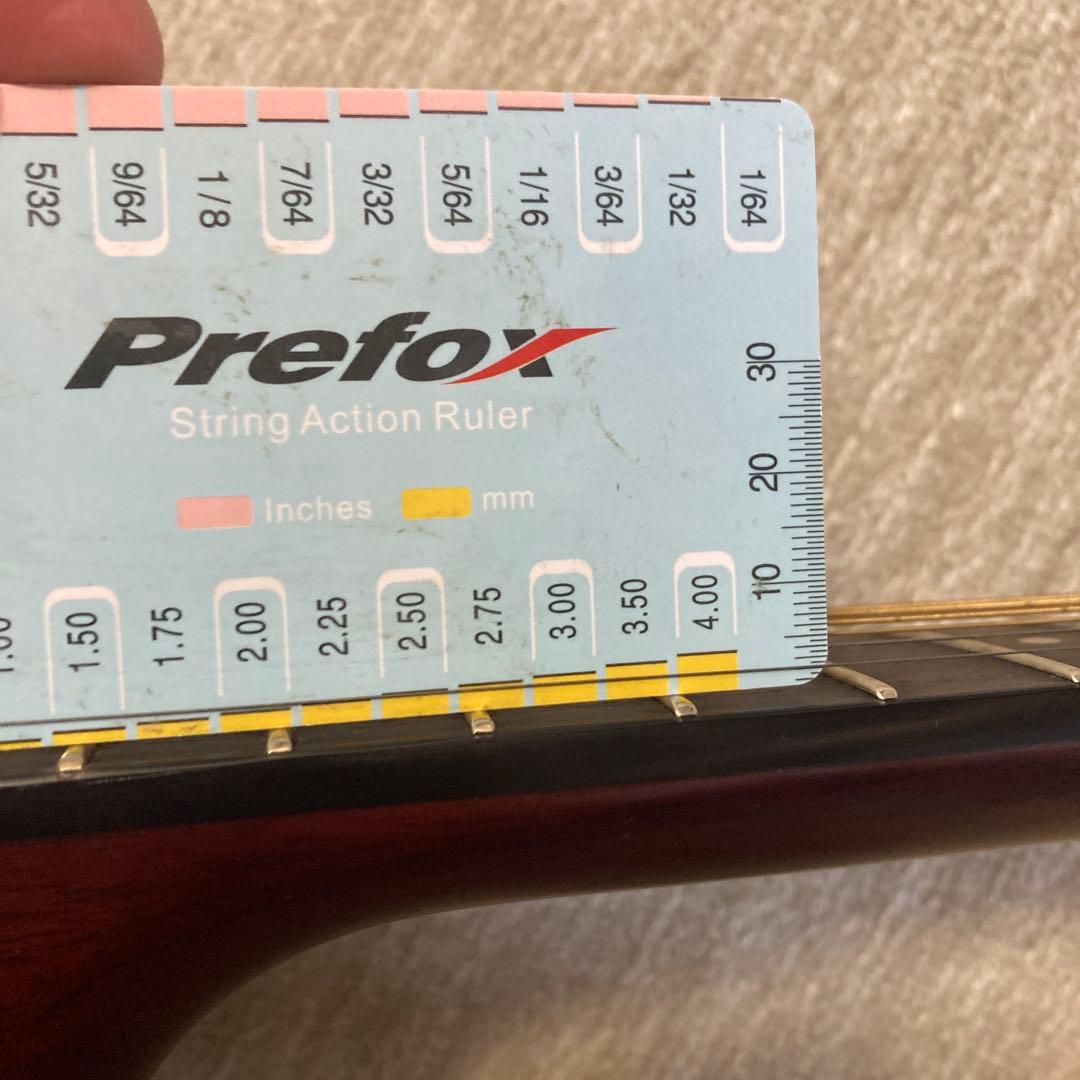 5/32 9/64 1/8 7/64 3/32 5/64 1/16 3/64 1/32 1/64
Prefox
String Action Ruler
Inches mm
30
20
10
1.50 1.75 2.00 2.25 2.50 2.75 3.00 3.50 4.00